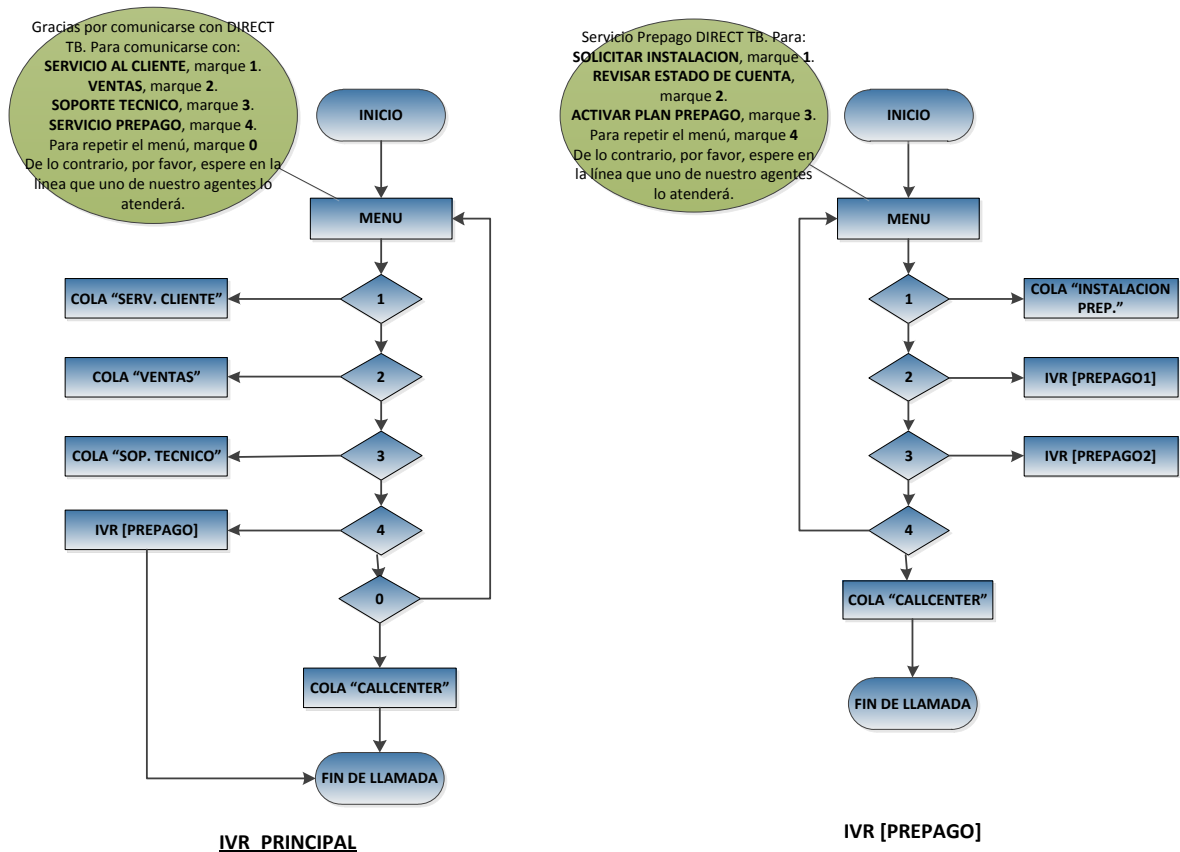 Gracias por comunicarse con DIRECT
TB. Para comunicarse con:
SERVICIO AL CLIENTE, marque 1.
VENTAS, marque 2.
SOPORTE TECNICO, marque 3.
SERVICIO PREPAGO, marque 4.
Para repetir el menú, marque 0
De lo contrario, por favor, espere en la
línea que uno de nuestro agentes lo
atenderá.
INICIO
MENU
1
COLA “SERV. CLIENTE”
2
COLA “VENTAS”
3
COLA “SOP. TECNICO”
4
IVR [PREPAGO]
0
COLA “CALLCENTER”
FIN DE LLAMADA
IVR PRINCIPAL
Servicio Prepago DIRECT TB. Para:
SOLICITAR INSTALACION, marque 1.
REVISAR ESTADO DE CUENTA,
marque 2.
ACTIVAR PLAN PREPAGO, marque 3.
Para repetir el menú, marque 4
De lo contrario, por favor, espere en
la línea que uno de nuestro agentes
lo atenderá.
INICIO
MENU
1
COLA “INSTALACION
PREP.”
2
IVR [PREPAGO1]
3
IVR [PREPAGO2]
4
COLA “CALLCENTER”
FIN DE LLAMADA
IVR [PREPAGO]